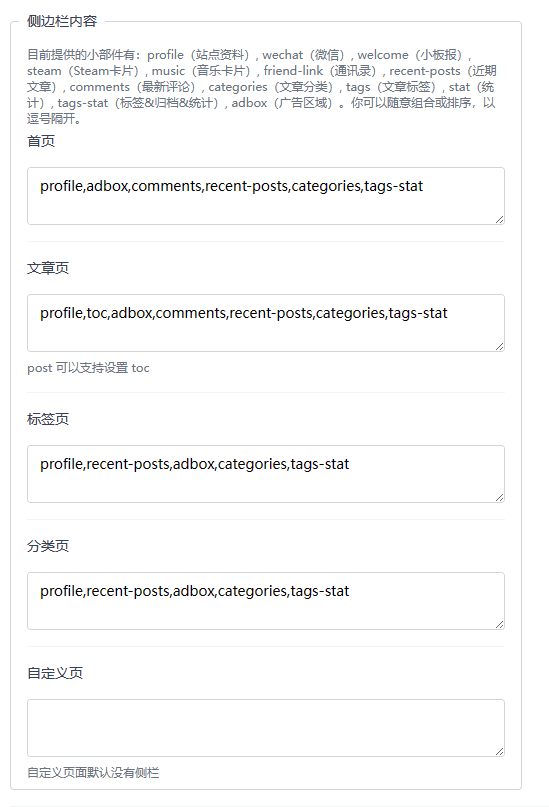 侧边栏内容
目前提供的小部件有：profile（站点资料）, wechat（微信）, welcome（小板报）,
steam（Steam卡片）, music（音乐卡片）, friend-link（通讯录）, recent-posts（近期
文章）, comments（最新评论）, categories（文章分类）, tags（文章标签）, stat（统
计）, tags-stat（标签&归档&统计）, adbox（广告区域）。你可以随意组合或排序，以
逗号隔开。
首页
profile,adbox,comments,recent-posts,categories,tags-stat
文章页
profile,toc,adbox,comments,recent-posts,categories,tags-stat
post 可以支持设置 toc
标签页
profile,recent-posts,adbox,categories,tags-stat
分类页
profile,recent-posts,adbox,categories,tags-stat
自定义页
自定义页面默认没有侧栏